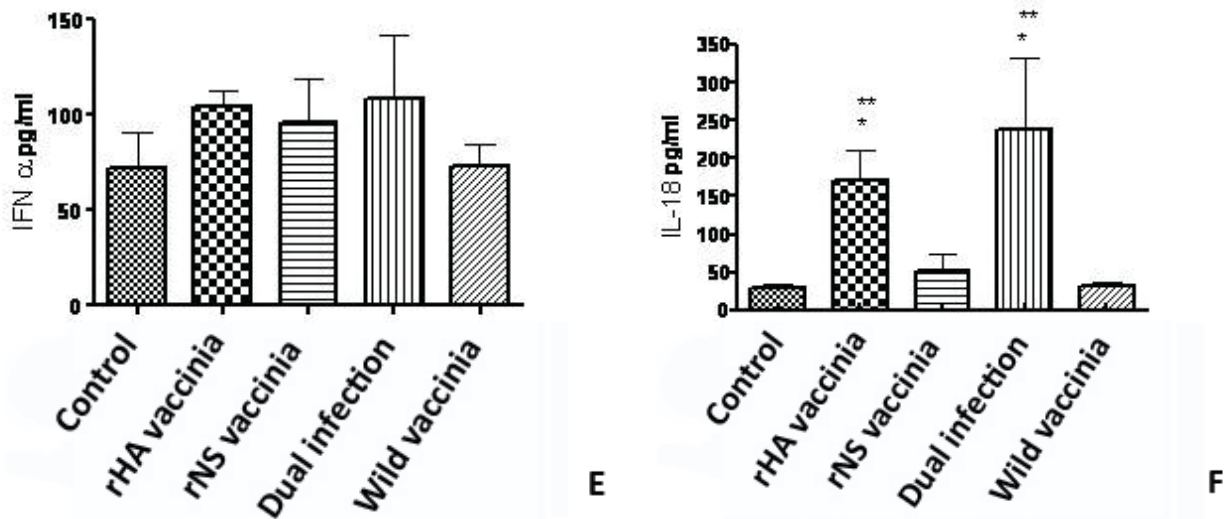 150
100
50
0
IFN α pg/ml
Control
rHA vaccinia
rNS vaccinia
Dual infection
Wild vaccinia
E
350
300
250
200
150
100
50
0
IL-18 pg/ml
**
*
**
*
Control
rHA vaccinia
rNS vaccinia
Dual infection
Wild vaccinia
F